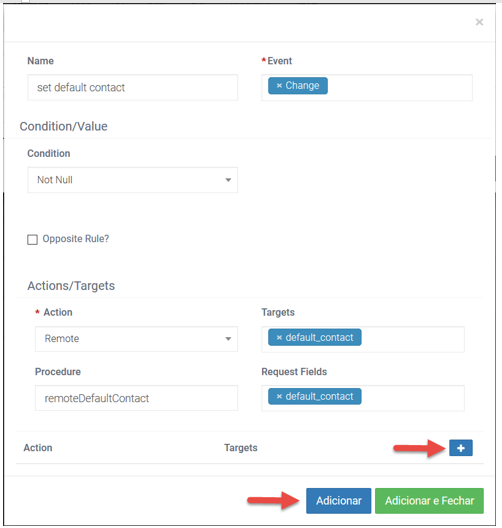 ×
Name
* Event
set default contact
× Change
Condition/Value
Condition
Not Null
Opposite Rule?
Actions/Targets
* Action
Targets
Remote
× default_contact
Procedure
Request Fields
remoteDefaultContact
× default_contact
Action
Targets
+
Adicionar
Adicionar e Fechar